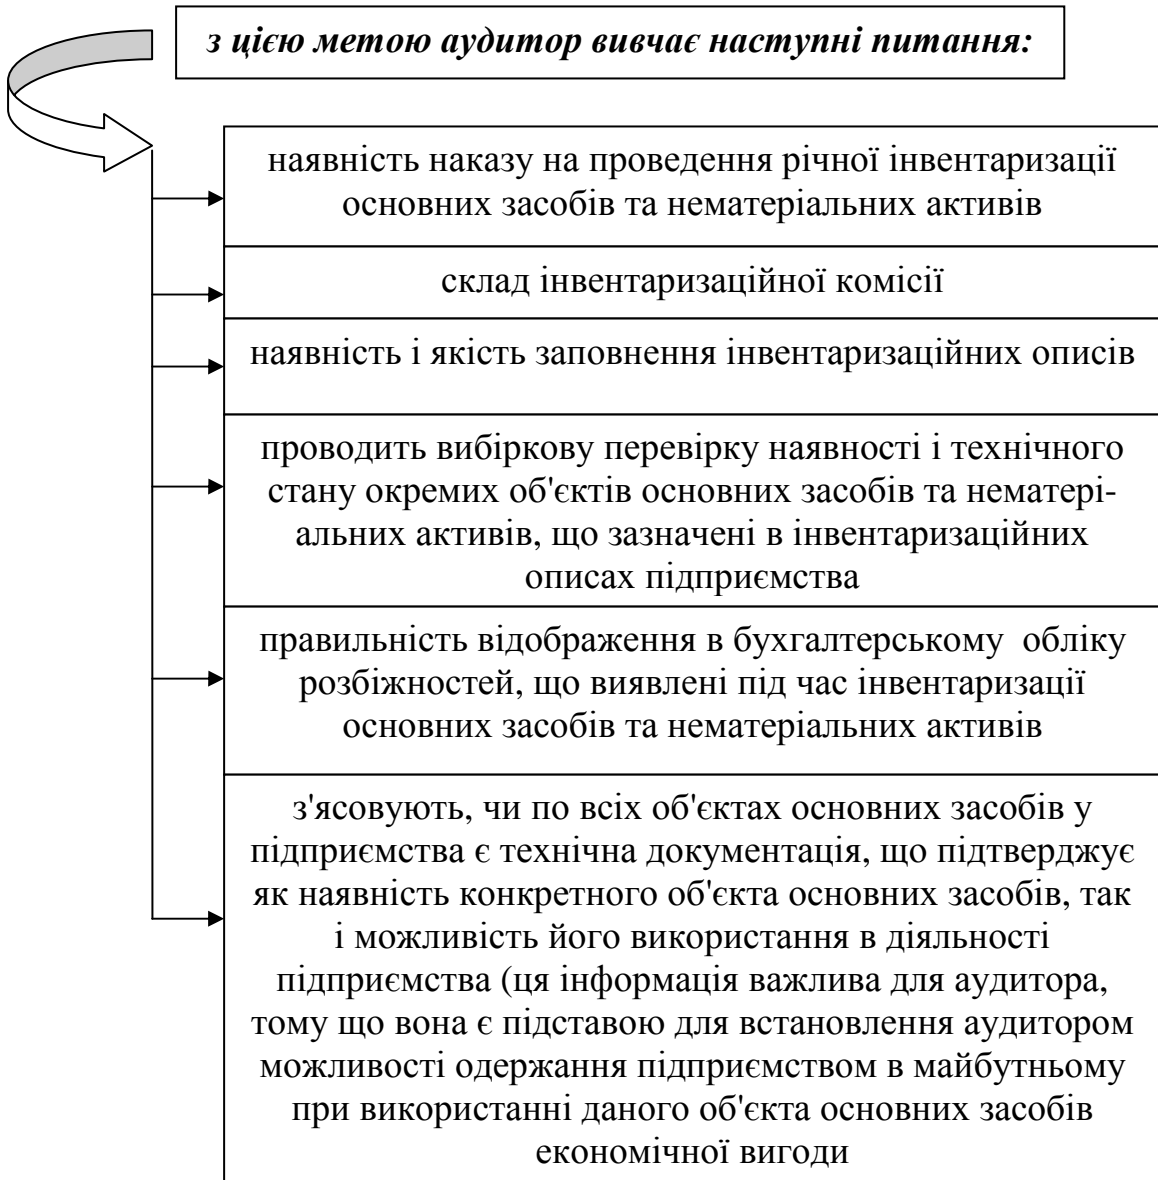 з цією метою аудитор вивчає наступні питання:
наявність наказу на проведення річної інвентаризації
основних засобів та нематеріальних активів
склад інвентаризаційної комісії
наявність і якість заповнення інвентаризаційних описів
проводить вибіркову перевірку наявності і технічного
стану окремих об'єктів основних засобів та нематері-
альних активів, що зазначені в інвентаризаційних
описах підприємства
правильність відображення в бухгалтерському  обліку
розбіжностей, що виявлені під час інвентаризації
основних засобів та нематеріальних активів
з'ясовують, чи по всіх об'єктах основних засобів у
підприємства є технічна документація, що підтверджує
як наявність конкретного об'єкта основних засобів, так
і можливість його використання в діяльності
підприємства (ця інформація важлива для аудитора,
тому що вона є підставою для встановлення аудитором
можливості одержання підприємством в майбутньому
при використанні даного об'єкта основних засобів
економічної вигоди